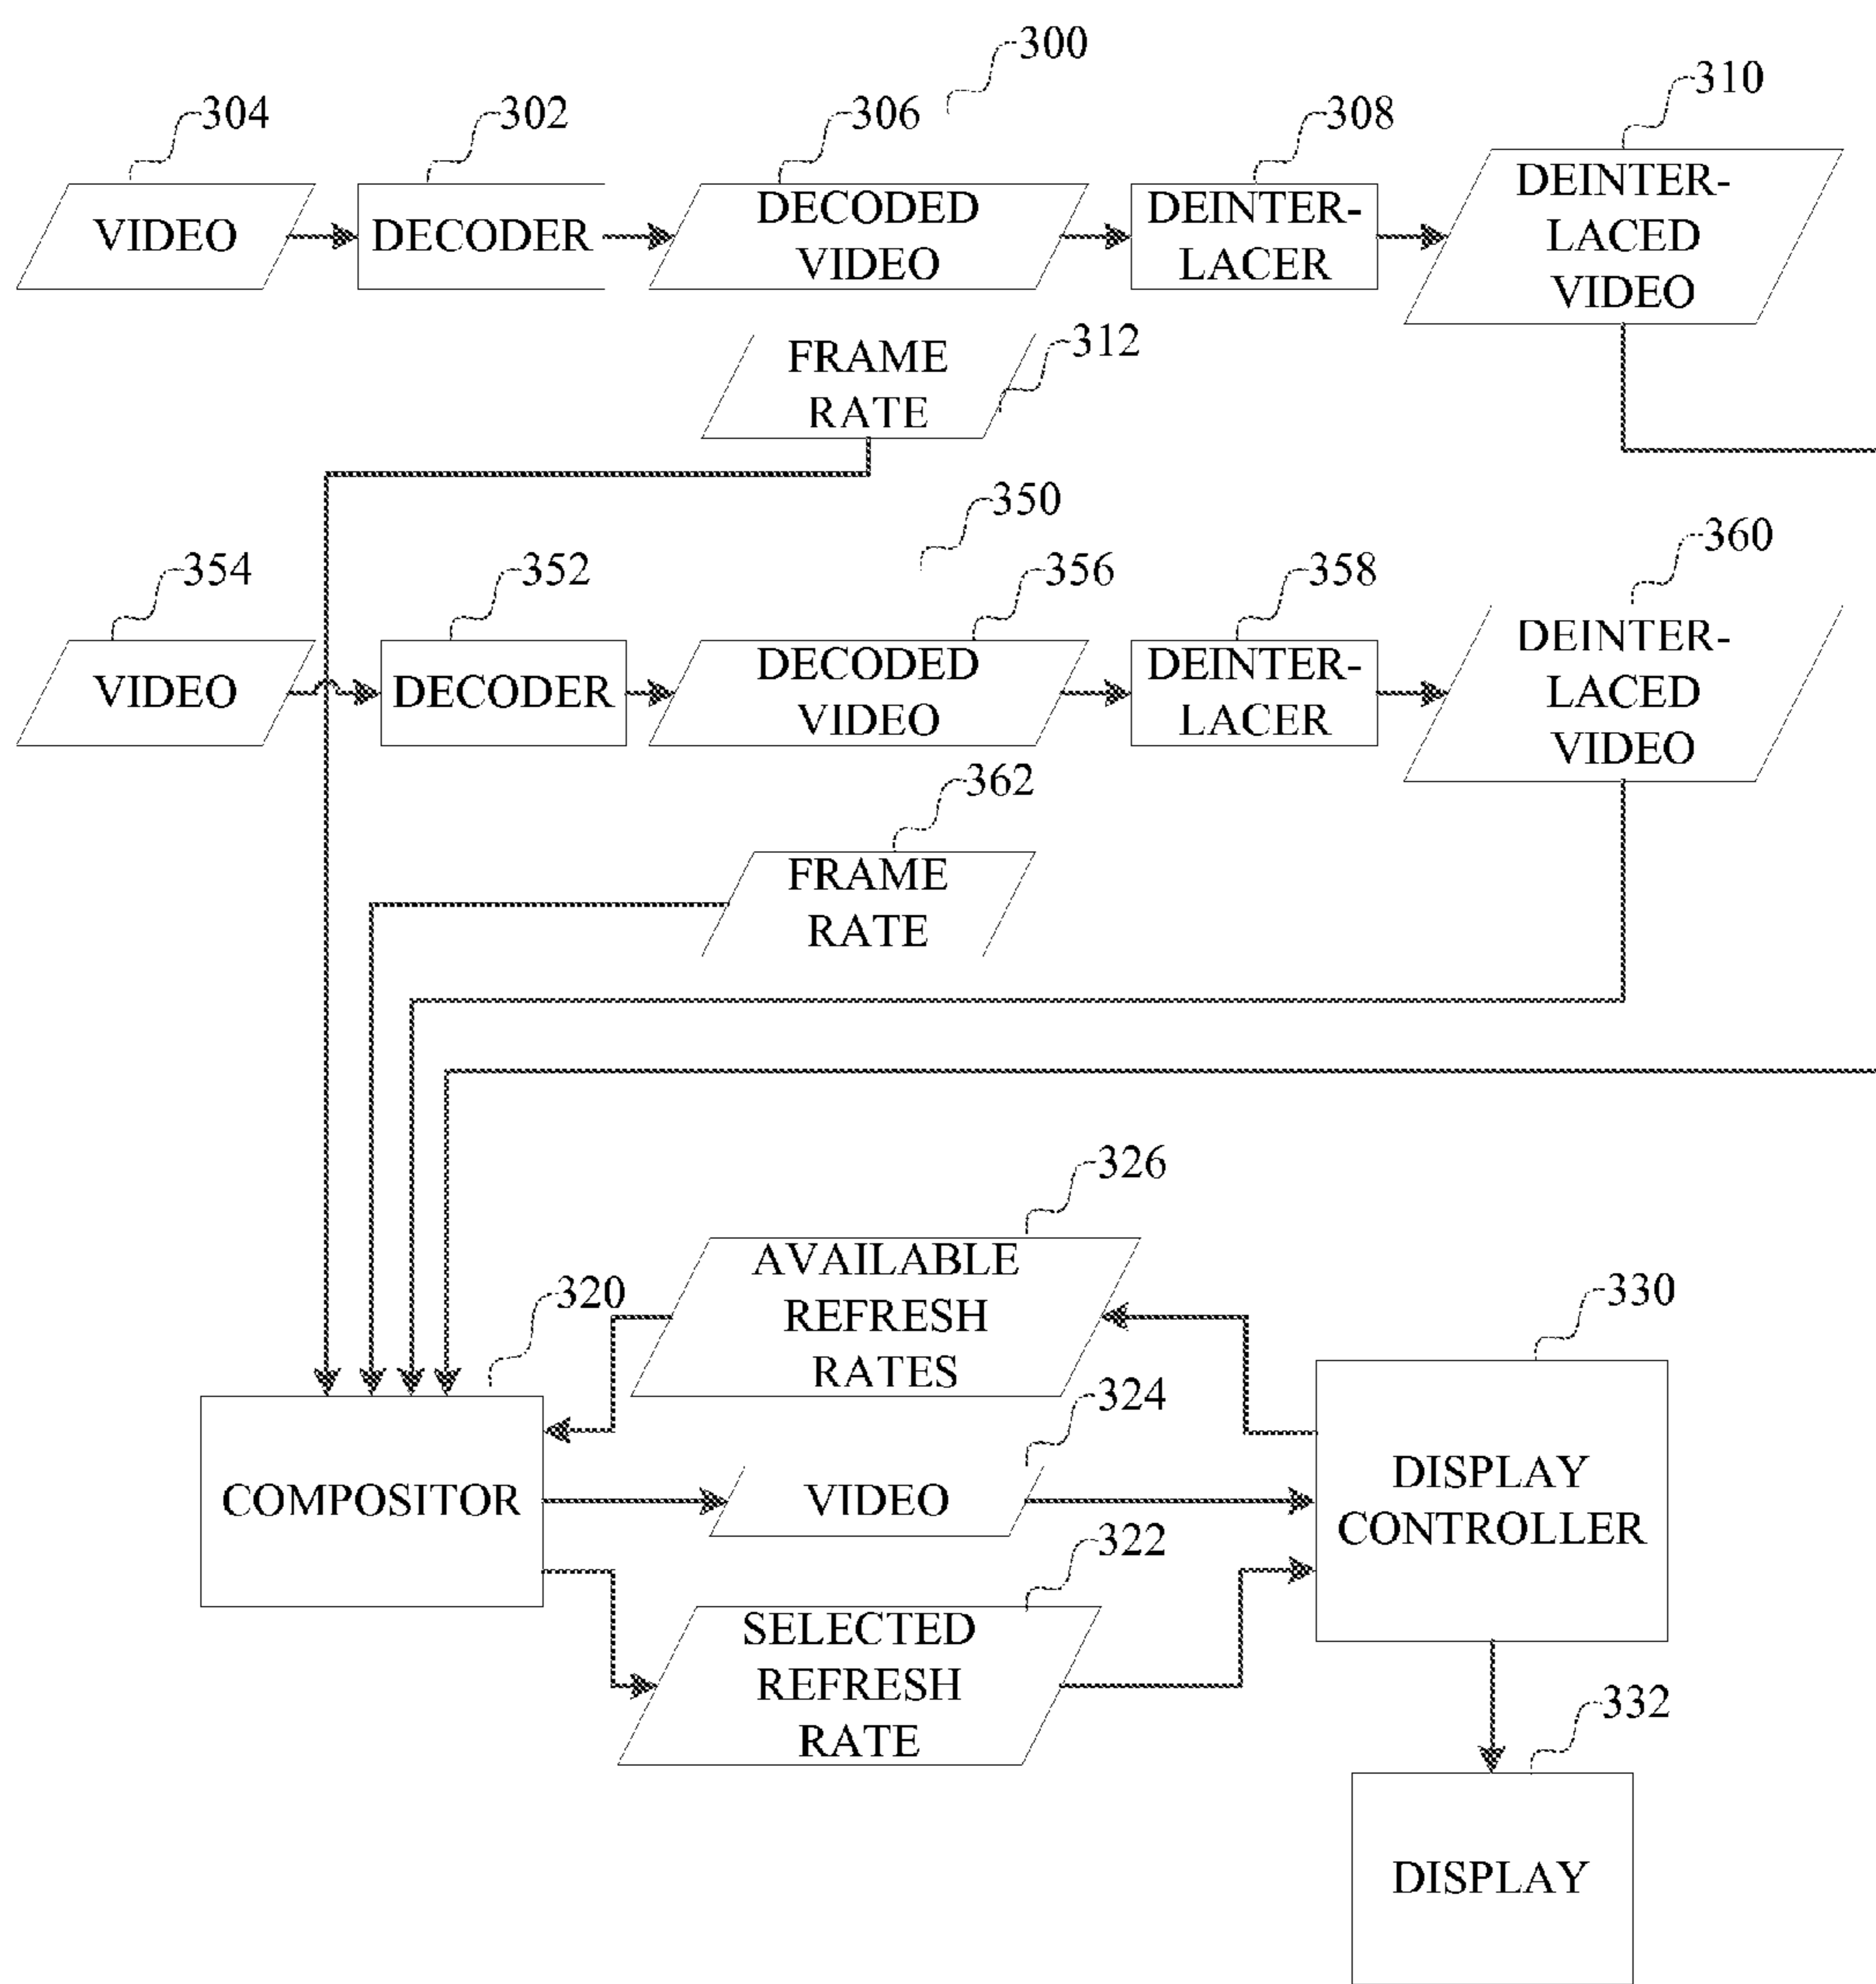 300
304
302
306
308
310
VIDEO
DECODER
DECODED
VIDEO
DEINTER-
LACER
DEINTER-
LACED
VIDEO
312
FRAME
RATE
350
354
352
356
358
360
VIDEO
DECODER
DECODED
VIDEO
DEINTER-
LACER
DEINTER-
LACED
VIDEO
362
FRAME
RATE
326
AVAILABLE
REFRESH
RATES
320
330
324
COMPOSITOR
VIDEO
DISPLAY
CONTROLLER
322
SELECTED
REFRESH
RATE
332
DISPLAY